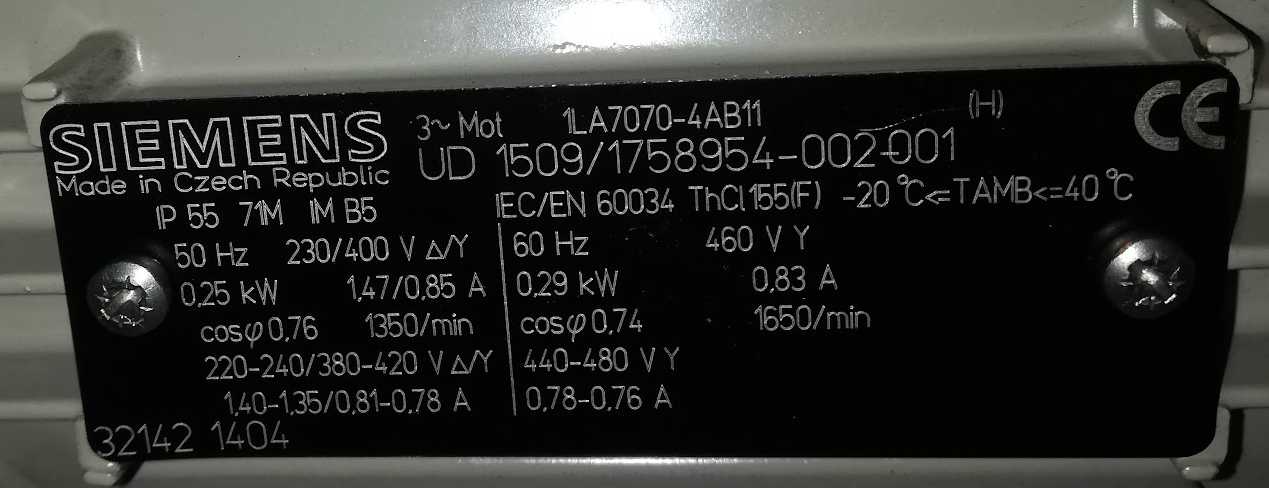 SIEMENS 3~ Mot 1LA7070-4AB11 (H) CE
UD 1509/1758954-002-001
Made in Czech Republic
IP 55 71M IM B5 IEC/EN 60034 ThCl155(F) -20 °C<=TAMB<=40 °C
50 Hz 230/400 V Δ/Y 60 Hz 460 V Y
0,25 kW 1,47/0,85 A 0,29 kW 0,83 A
cosφ 0,76 1350/min cosφ 0,74 1650/min
220-240/380-420 V Δ/Y 440-480 V Y
1,40-1,35/0,81-0,78 A 0,78-0,76 A
32142 1404